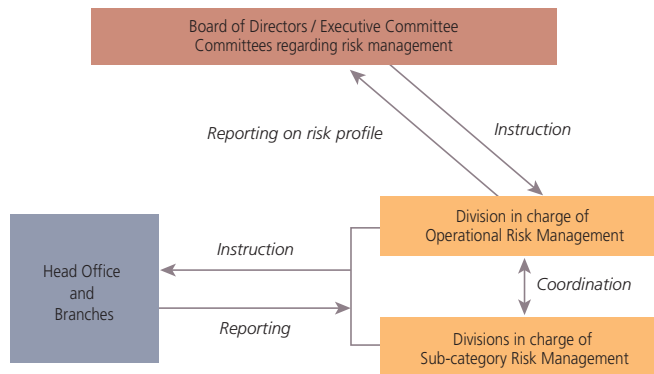 Board of Directors / Executive Committee
Committees regarding risk management
Reporting on risk profile
Instruction
Division in charge of
Operational Risk Management
Head Office
and
Branches
Instruction
Reporting
Coordination
Divisions in charge of
Sub-category Risk Management